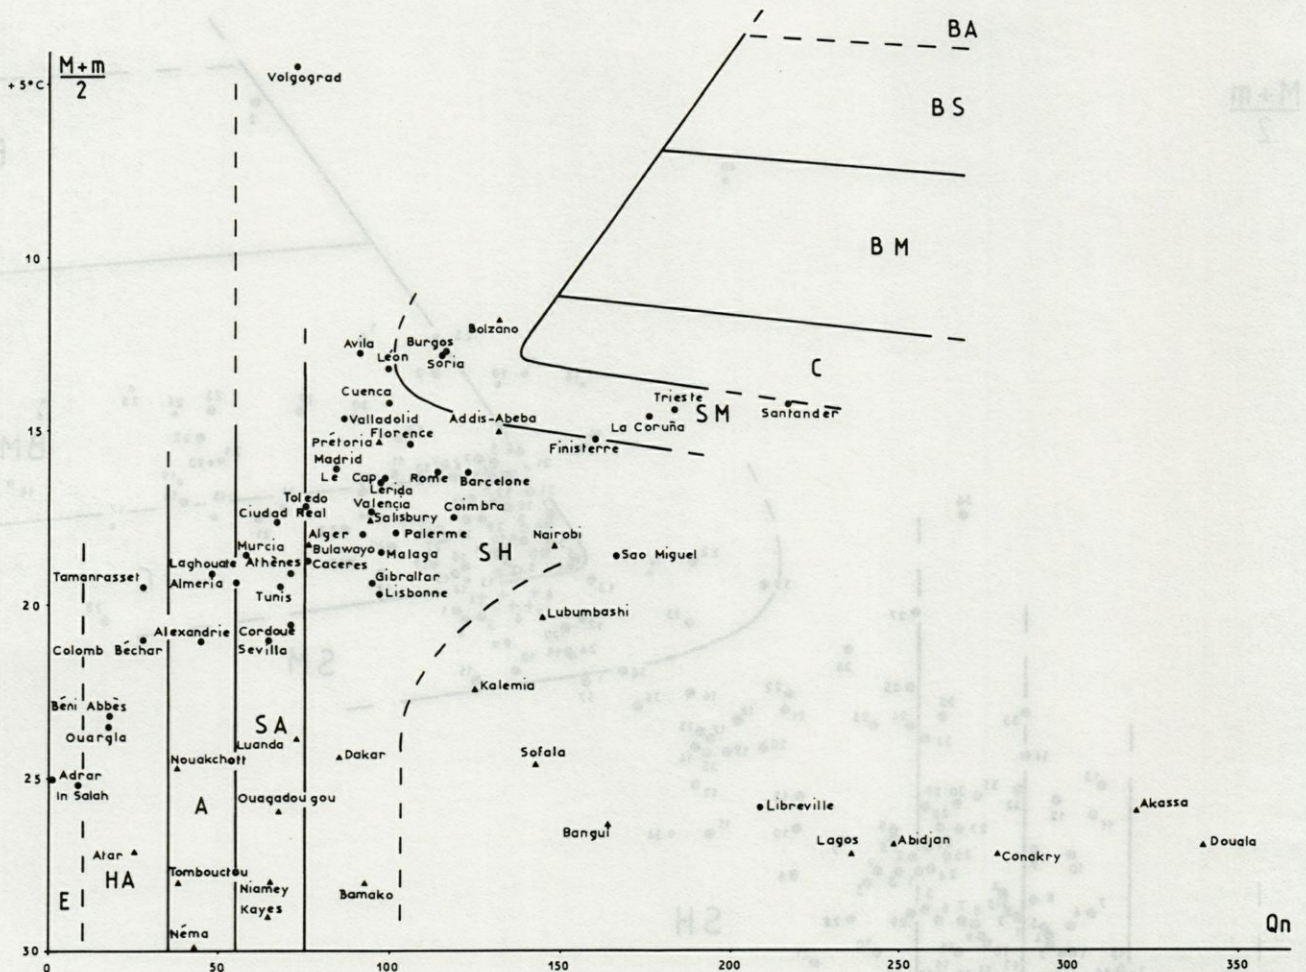 BA
M+m
2
+5°C
Volgograd
BS
10
BM
Bolzano
Avila
Burgos
Léon
Soria
Cuenca
C
Trieste
SM
Santander
Valladolid
Addis-Abeba
La Coruña
15
Prétoria
Florence
Finisterre
Madrid
Le Cap
Rome
Barcelone
Lérida
Toledo
Valencia
Coimbra
Ciudad Real
Salisbury
Alger
Palerme
Nairobi
Murcia
Bulawayo
Malaga
SH
Sao Miguel
Laghouate
Athènes
Caceres
Tamanrasset
Almeria
Gibraltar
Tunis
Lisbonne
20
Lubumbashi
Alexandrie
Cordoue
Colomb Béchar
Sevilla
Kalemia
Béni Abbès
SA
Ouargla
Luanda
Nouakchott
Dakar
Sofala
25
Adrar
In Salah
A
Ouagadougou
Libreville
Akassa
Bangui
Lagos
Abidjan
Conakry
Douala
Atar
HA
Tombouctou
E
Niamey
Bamako
Kayes
Néma
Qn
30
0
50
100
150
200
250
300
350